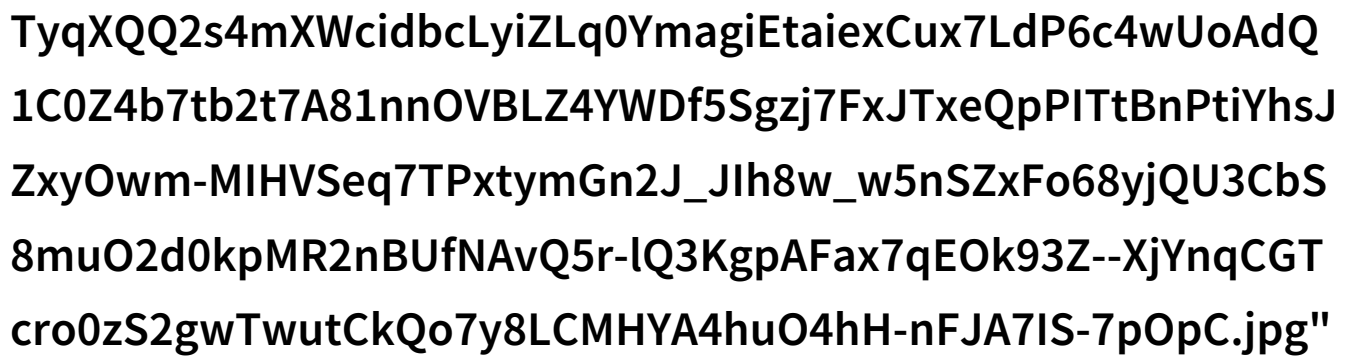 TyqXQQ2s4mXWcidbcLyiZLq0YmagiEtaiexCux7LdP6c4wUoAdQ
1C0Z4b7tb2t7A81nnOVBLZ4YWDf5Sgzj7FxJTxeQpPITtBnPtiYhsJ
ZxyOwm-MIHVSeq7TPxtymGn2J_JIh8w_w5nSZxFo68yjQU3CbS
8muO2d0kpMR2nBUfNAvQ5r-lQ3KgpAFax7qEOk93Z--XjYnqCGT
cro0zS2gwTwutCkQo7y8LCMHYA4huO4hH-nFJA7IS-7pOpC.jpg"